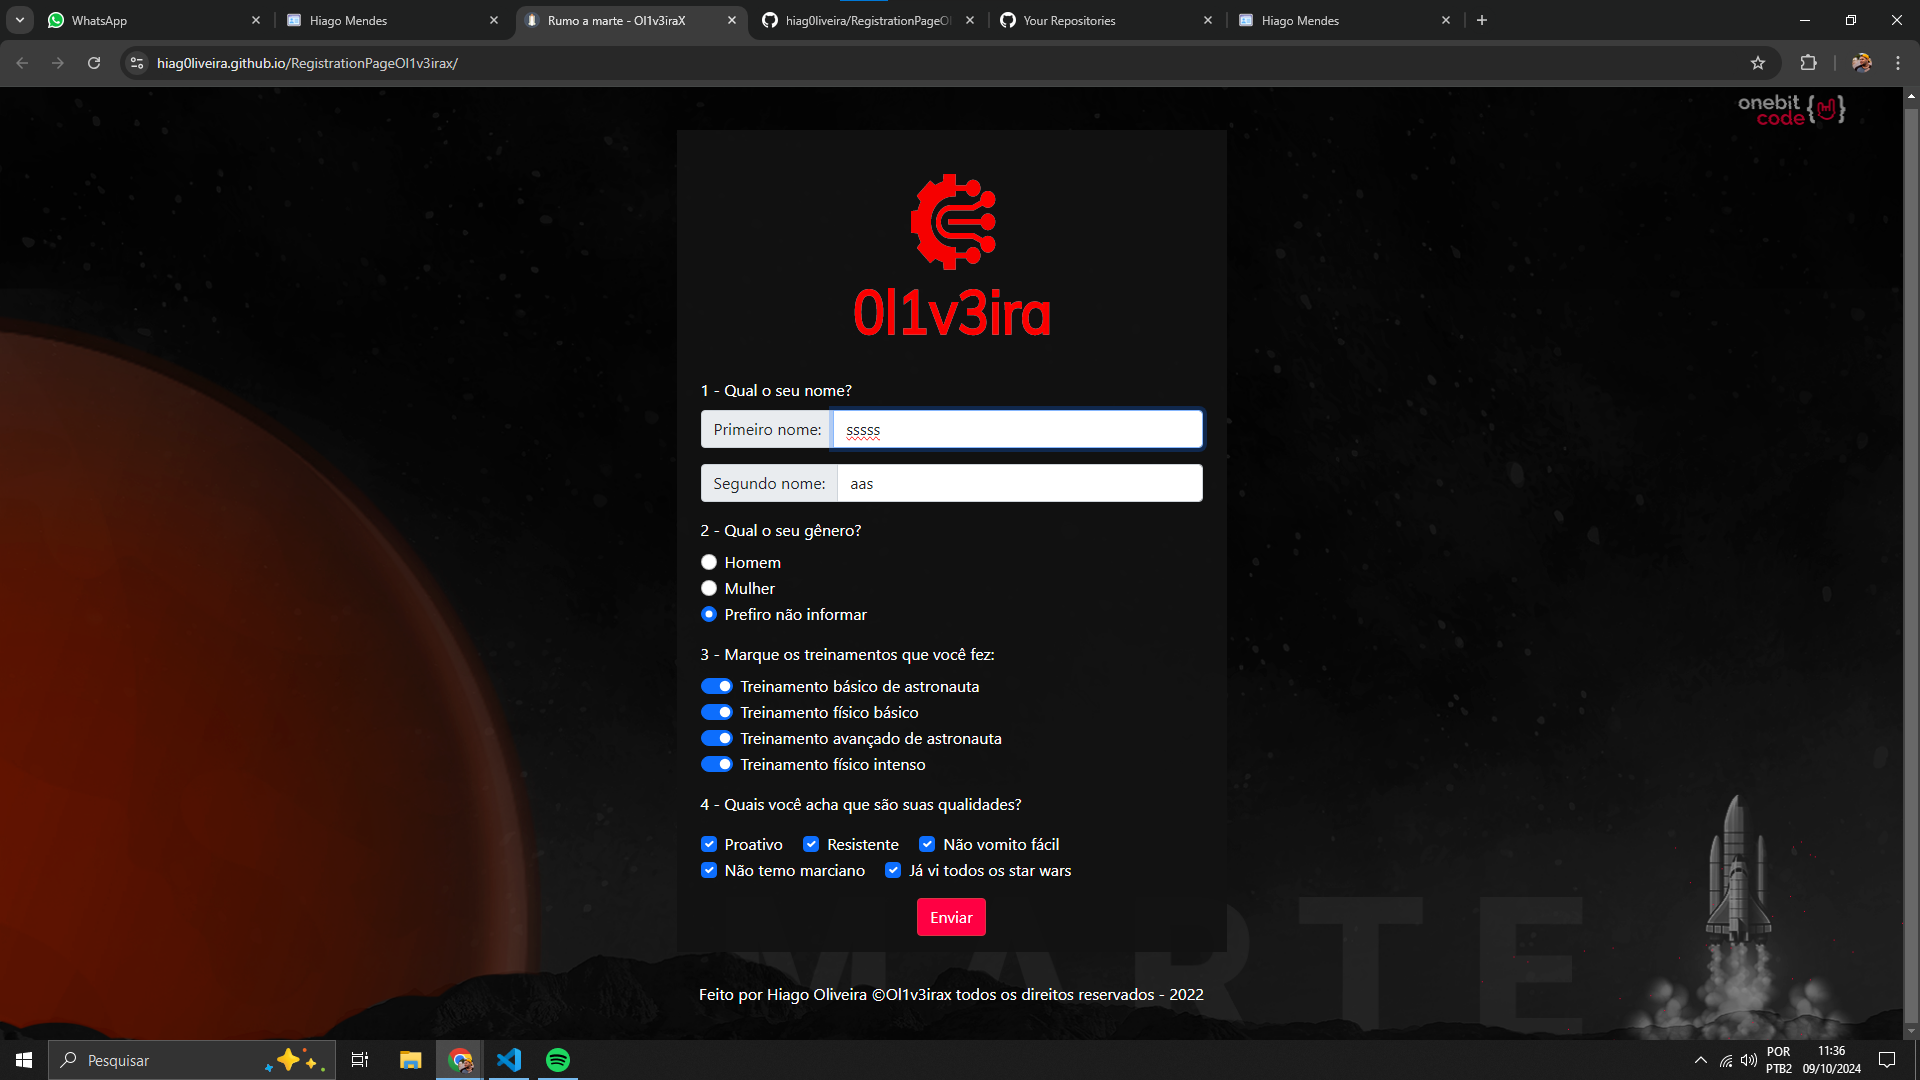 WhatsApp
Hiago Mendes
Rumo a marte - Ol1v3iraX
hiag0liveira/RegistrationPageOl
Your Repositories
Hiago Mendes
hiag0liveira.github.io/RegistrationPageOl1v3irax/
onebit
code
0l1v3ira
1 - Qual o seu nome?
Primeiro nome: sssss
Segundo nome: aas
2 - Qual o seu gênero?
Homem
Mulher
Prefiro não informar
3 - Marque os treinamentos que você fez:
Treinamento básico de astronauta
Treinamento físico básico
Treinamento avançado de astronauta
Treinamento físico intenso
4 - Quais você acha que são suas qualidades?
Proativo Resistente Não vomito fácil
Não temo marciano Já vi todos os star wars
Enviar
MARTE
Feito por Hiago Oliveira ©Ol1v3irax todos os direitos reservados - 2022
Pesquisar
POR
PTB2
11:36
09/10/2024